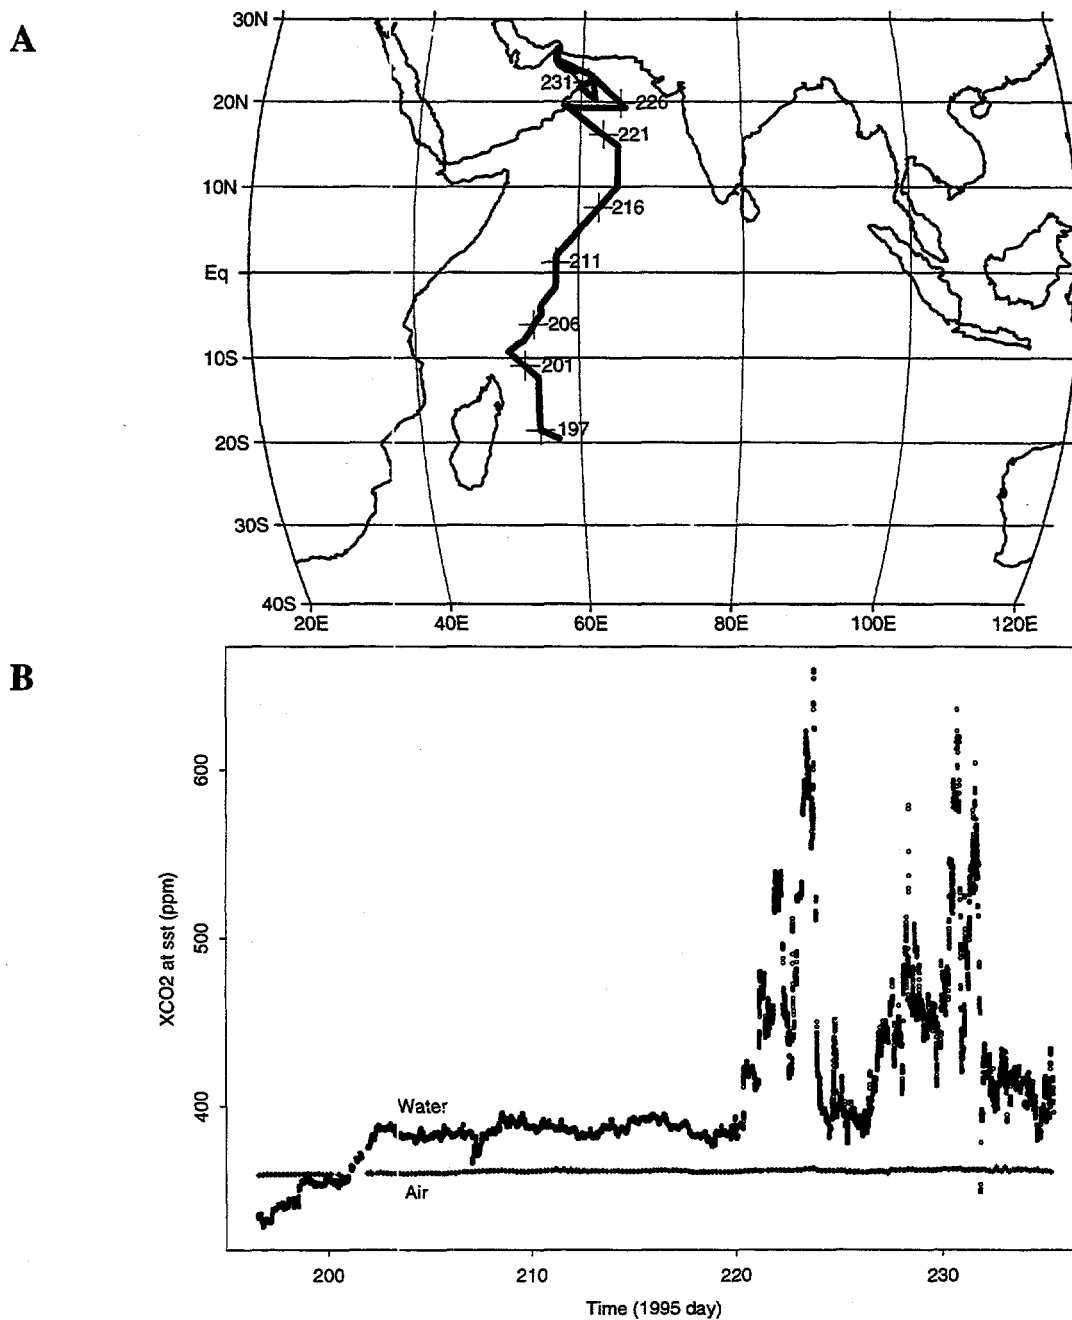 A
30N
231
20N
226
221
10N
216
Eq
211
206
10S
201
197
20S
30S
40S
20E 40E 60E 80E 100E 120E
B
600
500
400
XCO2 at sst (ppm)
Water
Air
200 210 220 230
Time (1995 day)